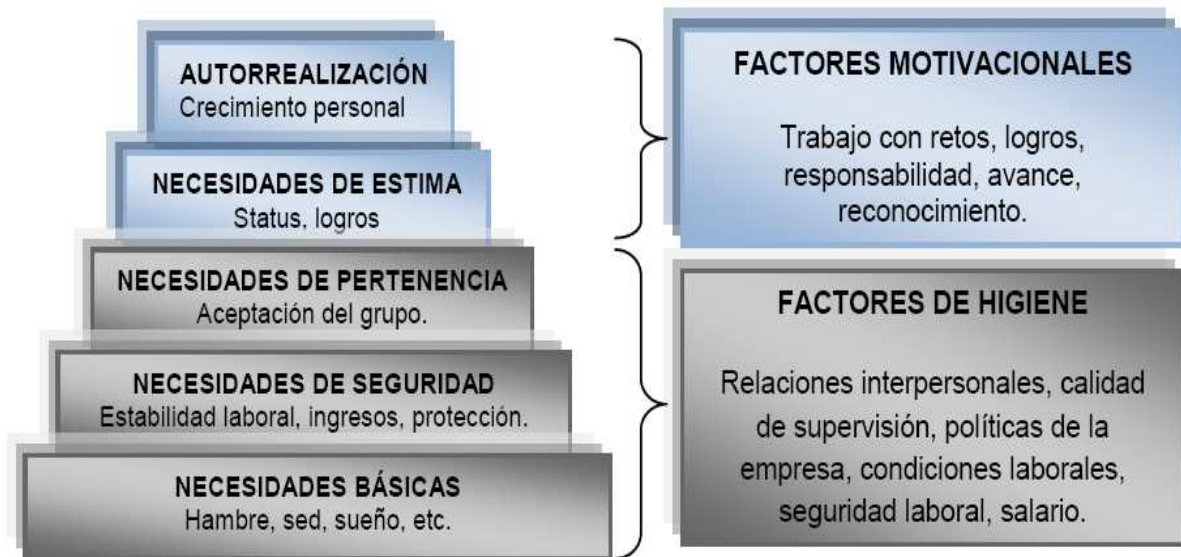 AUTORREALIZACIÓN
Crecimiento personal
NECESIDADES DE ESTIMA
Status, logros
NECESIDADES DE PERTENENCIA
Aceptación del grupo.
NECESIDADES DE SEGURIDAD
Estabilidad laboral, ingresos, protección.
NECESIDADES BÁSICAS
Hambre, sed, sueño, etc.
FACTORES MOTIVACIONALES
Trabajo con retos, logros,
responsabilidad, avance,
reconocimiento.
FACTORES DE HIGIENE
Relaciones interpersonales, calidad
de supervisión, políticas de la
empresa, condiciones laborales,
seguridad laboral, salario.